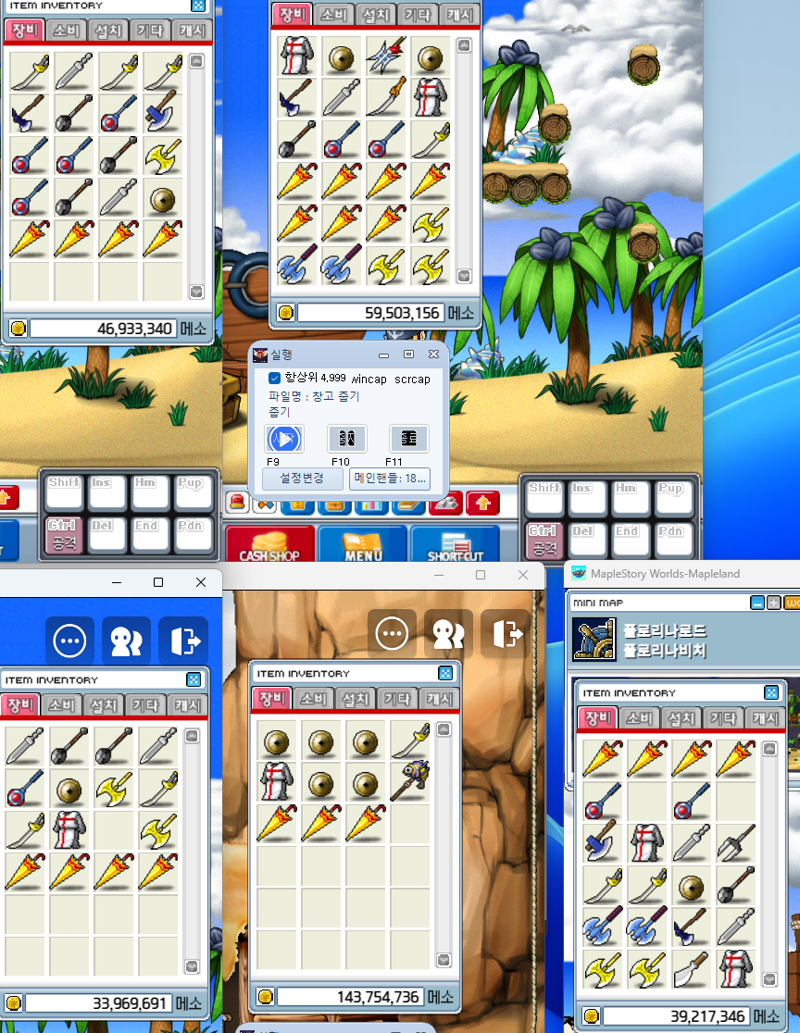 ITEM INVENTORY
장비 소비 설치 기타 캐시
46,933,340 메소
장비 소비 설치 기타 캐시
59,503,156 메소
실행
항상위 4,999 wincap scrcap
파일명 : 창고 줍기
줍기
시작
F9 F10 F11
설정변경 메인핸들: 18...
Shift Ins Hm Pup
Ctrl Del End Pdn
공격
Shift Ins Hm Pup
Ctrl Del End Pdn
공격
CASH SHOP MENU SHORT-CUT
ITEM INVENTORY
장비 소비 설치 기타 캐시
33,969,691 메소
ITEM INVENTORY
장비 소비 설치 기타 캐시
143,754,736 메소
MapleStory Worlds-Mapleland
MINI MAP
플로리나로드
플로리나비치
ITEM INVENTORY
장비 소비 설치 기타 캐시
39,217,346 메소